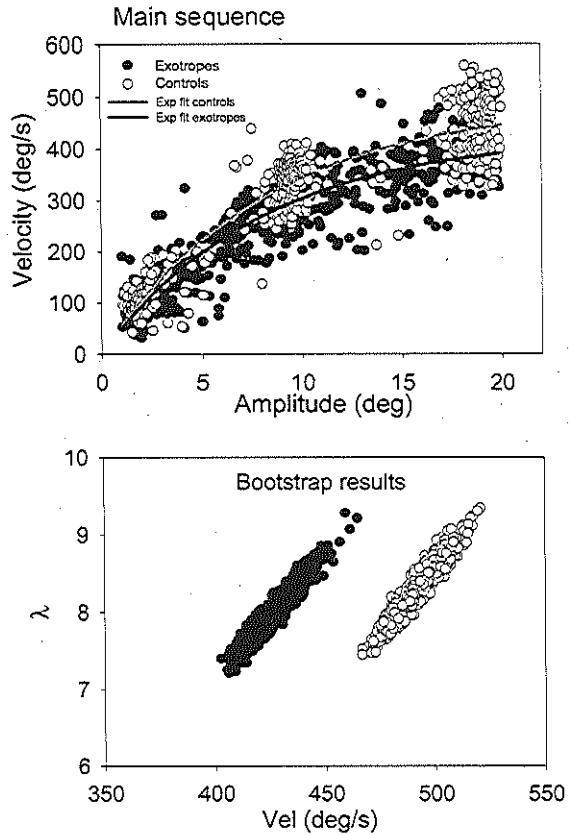 Main sequence
600
Exotropes
500
Controls
Exp fit controls
400
Exp fit exotropes
300
200
100
0
Velocity (deg/s)
0 5 10 15 20
Amplitude (deg)
10
Bootstrap results
9
8
7
6
λ
350 400 450 500 550
Vel (deg/s)